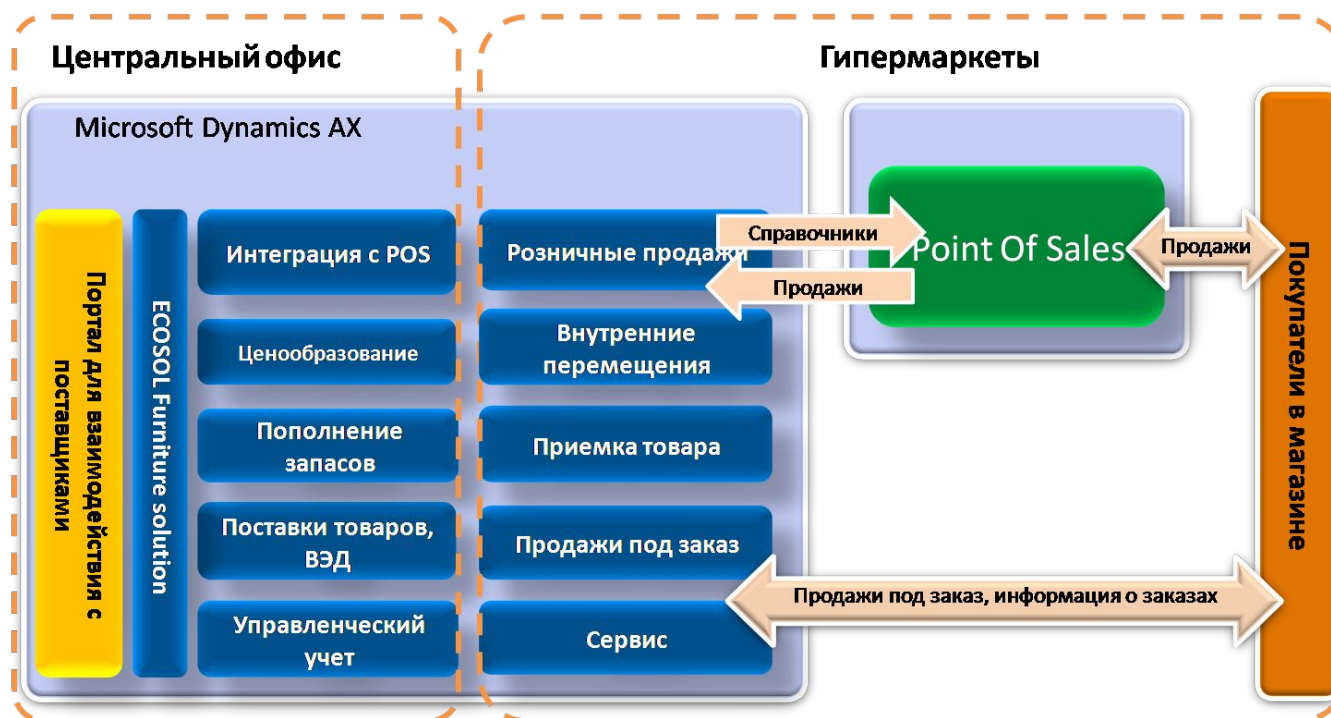 Центральный офис
Гипермаркеты
Microsoft Dynamics AX
Портал для взаимодействия с
поставщиками
ECOSOL Furniture solution
Интеграция с POS
Ценообразование
Пополнение
запасов
Поставки товаров,
ВЭД
Управленческий
учет
Розничные продажи
Внутренние
перемещения
Приемка товара
Продажи под заказ
Сервис
Справочники
Продажи
Point Of Sales
Продажи
Продажи под заказ, информация о заказах
Покупатели в магазине